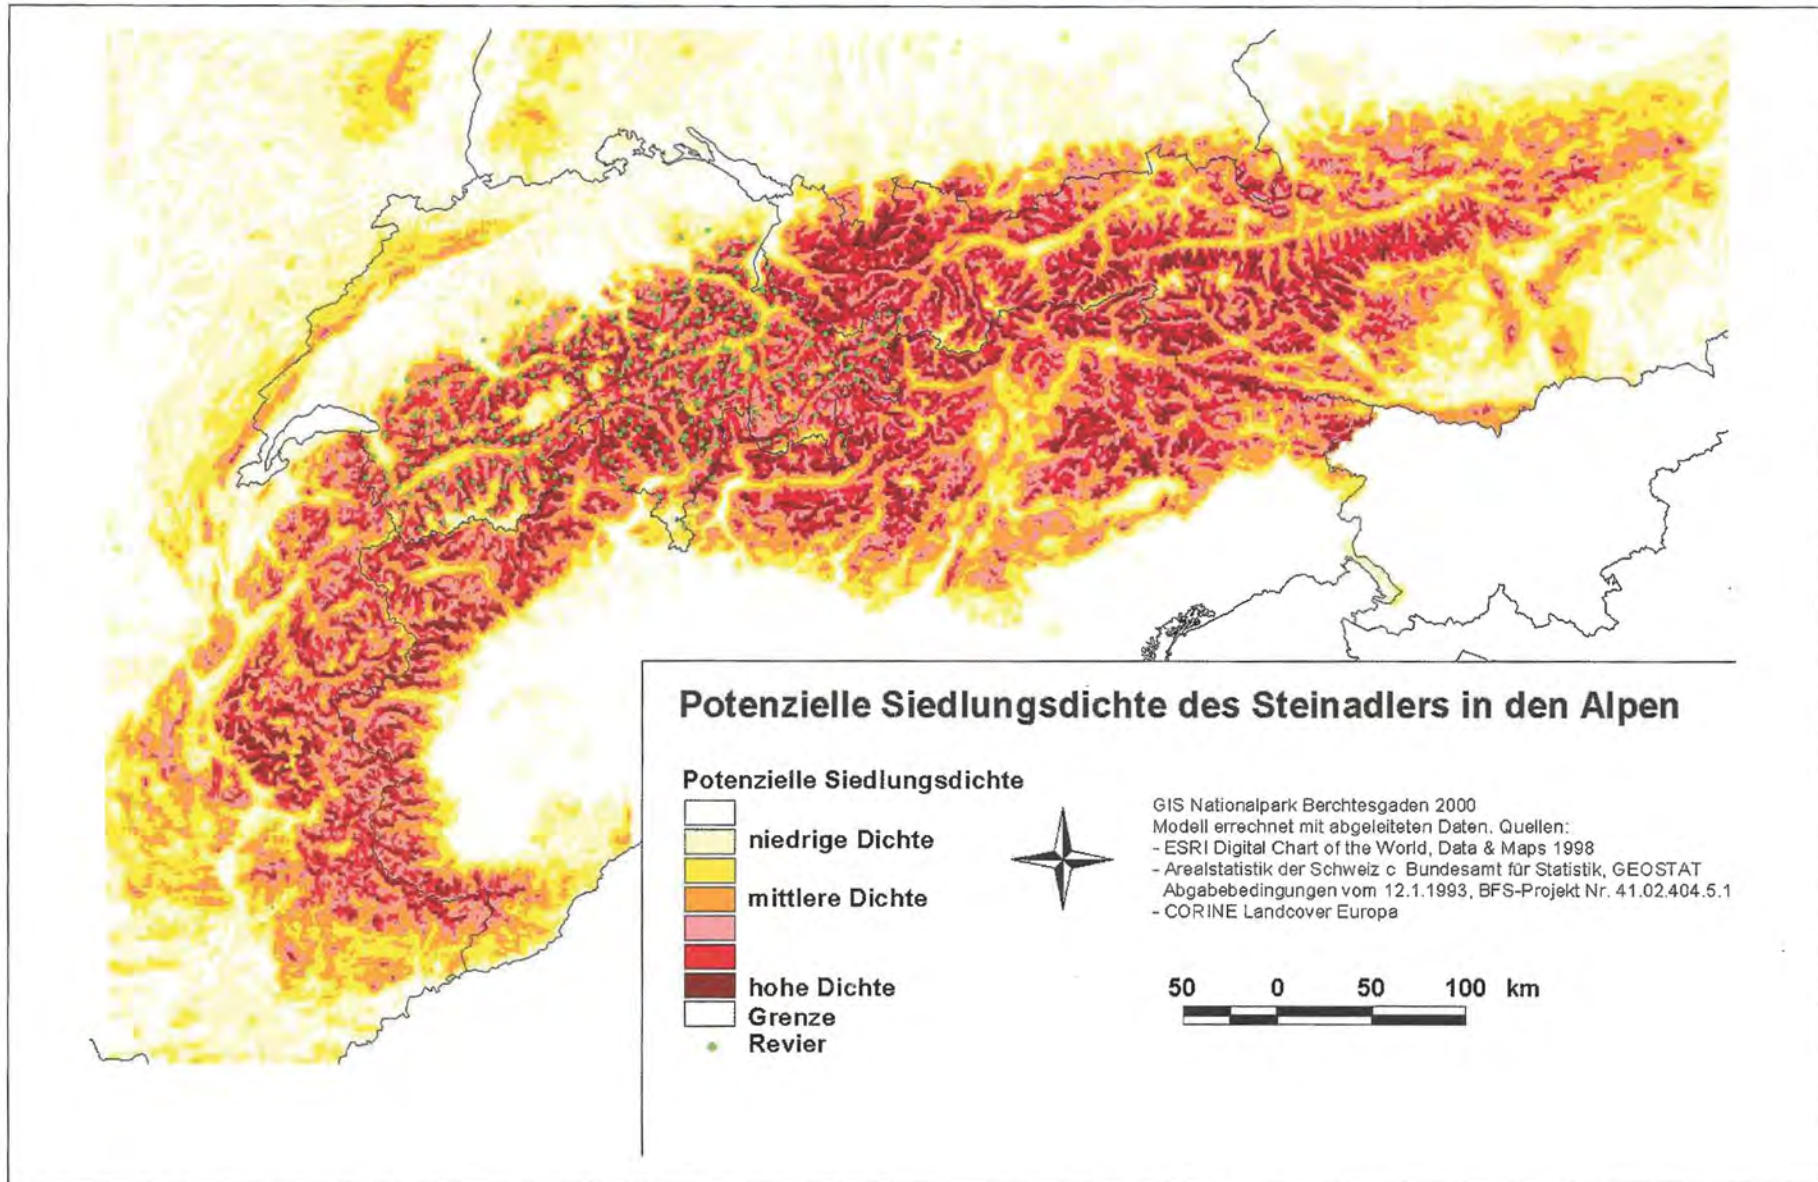 Potenzielle Siedlungsdichte des Steinadlers in den Alpen
Potenzielle Siedlungsdichte
niedrige Dichte
mittlere Dichte
hohe Dichte
Grenze
Revier
GIS Nationalpark Berchtesgaden 2000
Modell errechnet mit abgeleiteten Daten. Quellen:
- ESRI Digital Chart of the World, Data & Maps 1998
- Arealstatistik der Schweiz c Bundesamt für Statistik, GEOSTAT
Abgabebedingungen vom 12.1.1993, BFS-Projekt Nr. 41.02.404.5.1
- CORINE Landcover Europa
50 0 50 100 km